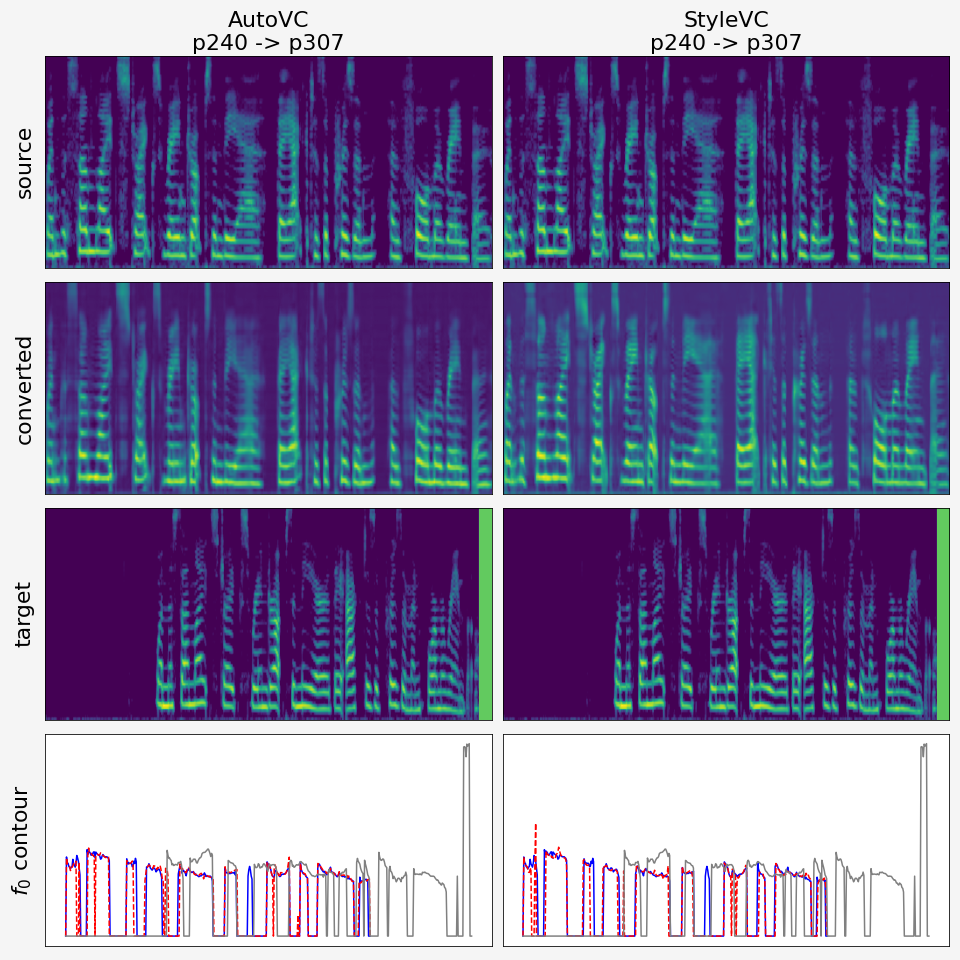 AutoVC
p240 -> p307
StyleVC
p240 -> p307
source
converted
target
f0 contour